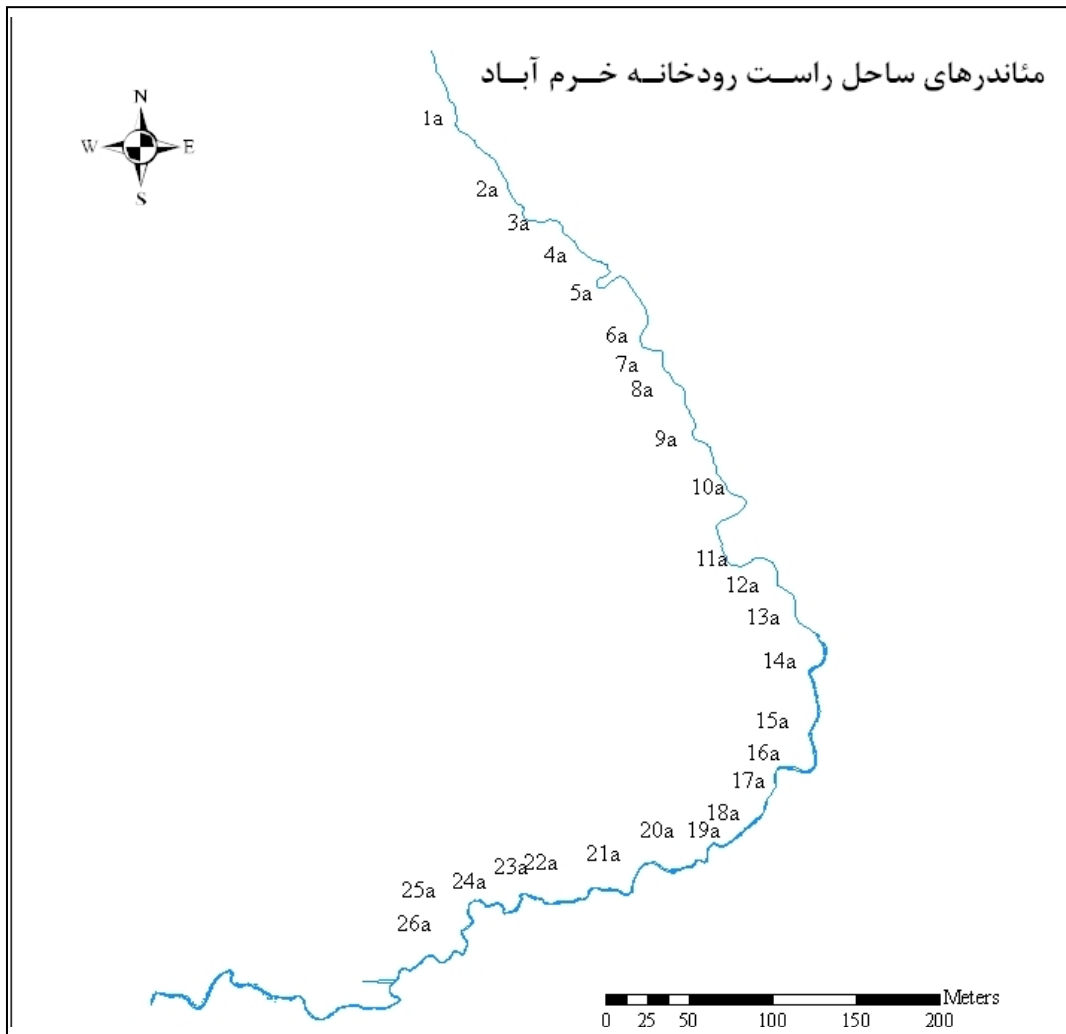 مئاندرهای ساحل راست رودخانه خرم آباد
N
W E
S
1a
2a
3a
4a
5a
6a
7a
8a
9a
10a
11a
12a
13a
14a
15a
16a
17a
18a
19a
20a
21a
22a
23a
24a
25a
26a
Meters
0 25 50 100 150 200